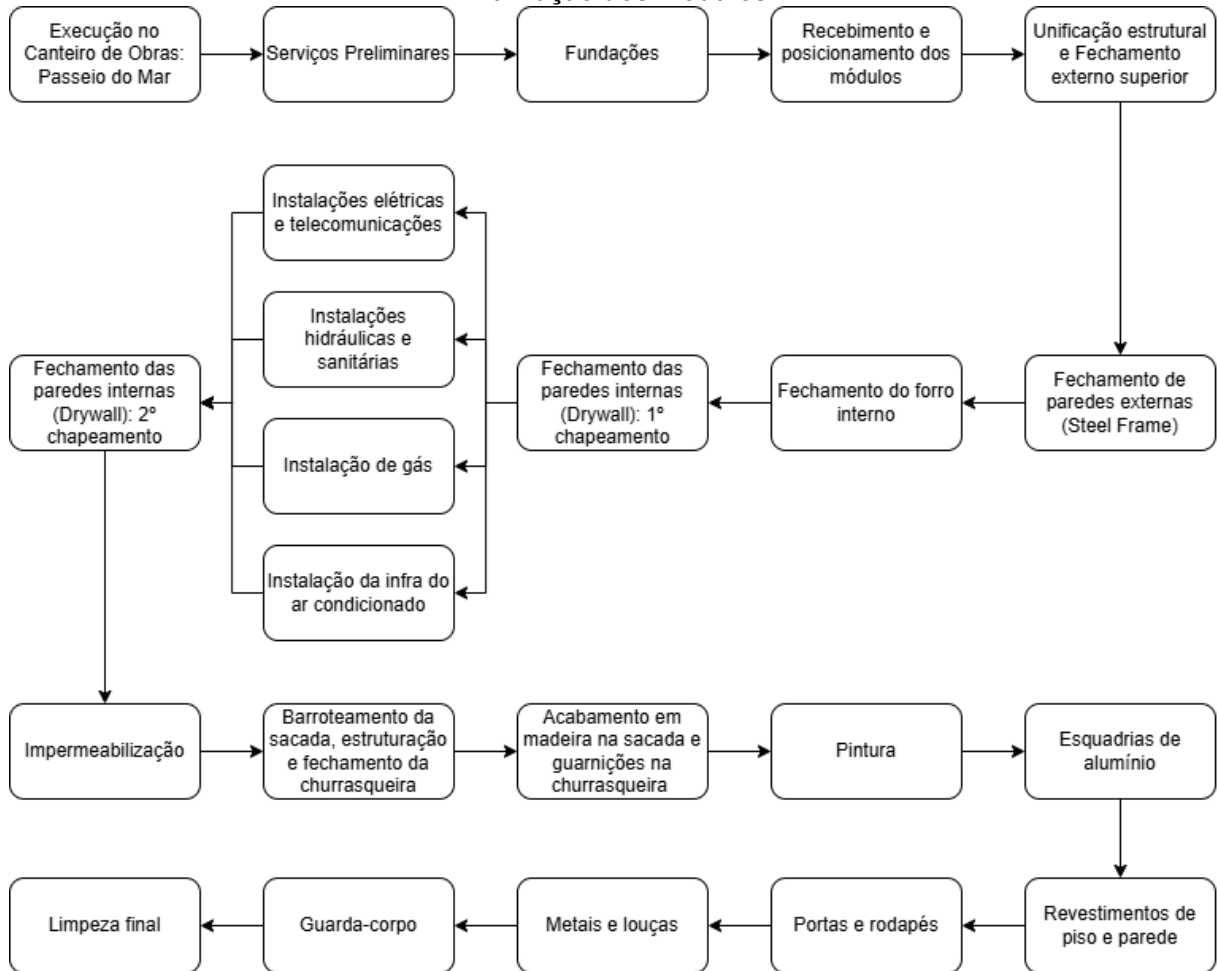 Execução no
Canteiro de Obras:
Passeio do Mar
Serviços Preliminares
Fundações
Recebimento e
posicionamento dos
módulos
Unificação estrutural
e Fechamento
externo superior
Fechamento de
paredes externas
(Steel Frame)
Fechamento do forro
interno
Fechamento das
paredes internas
(Drywall): 1º
chapeamento
Instalações elétricas
e telecomunicações
Instalações
hidráulicas e
sanitárias
Instalação de gás
Instalação da infra do
ar condicionado
Fechamento das
paredes internas
(Drywall): 2º
chapeamento
Impermeabilização
Barroteamento da
sacada, estruturação
e fechamento da
churrasqueira
Acabamento em
madeira na sacada e
guarnições na
churrasqueira
Pintura
Esquadrias de
alumínio
Revestimentos de
piso e parede
Portas e rodapés
Metais e louças
Guarda-corpo
Limpeza final